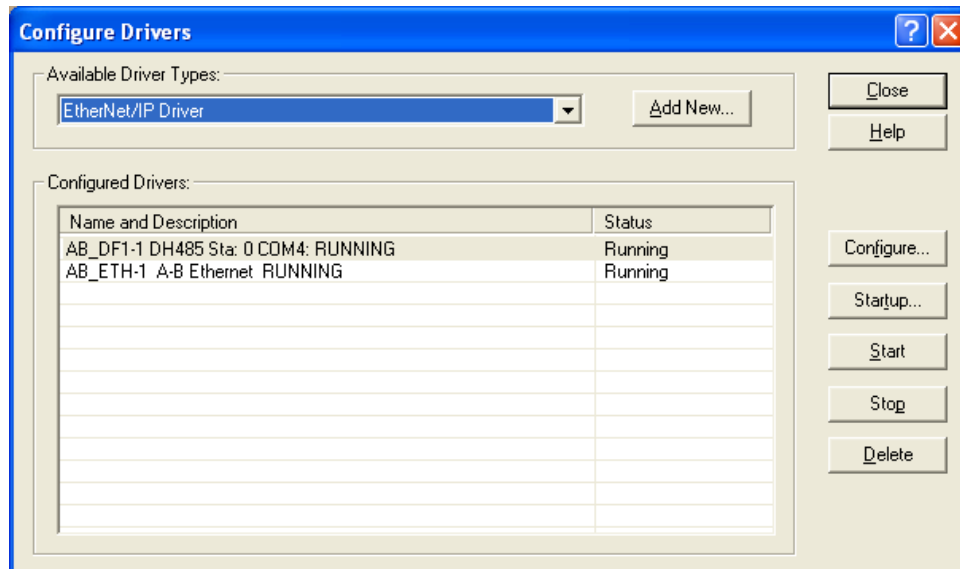 Configure Drivers
Available Driver Types:
EtherNet/IP Driver
Add New...
Close
Help
Configured Drivers:
Name and Description Status
AB_DF1-1 DH485 Sta: 0 COM4: RUNNING Running
AB_ETH-1 A-B Ethernet RUNNING Running
Configure...
Startup...
Start
Stop
Delete